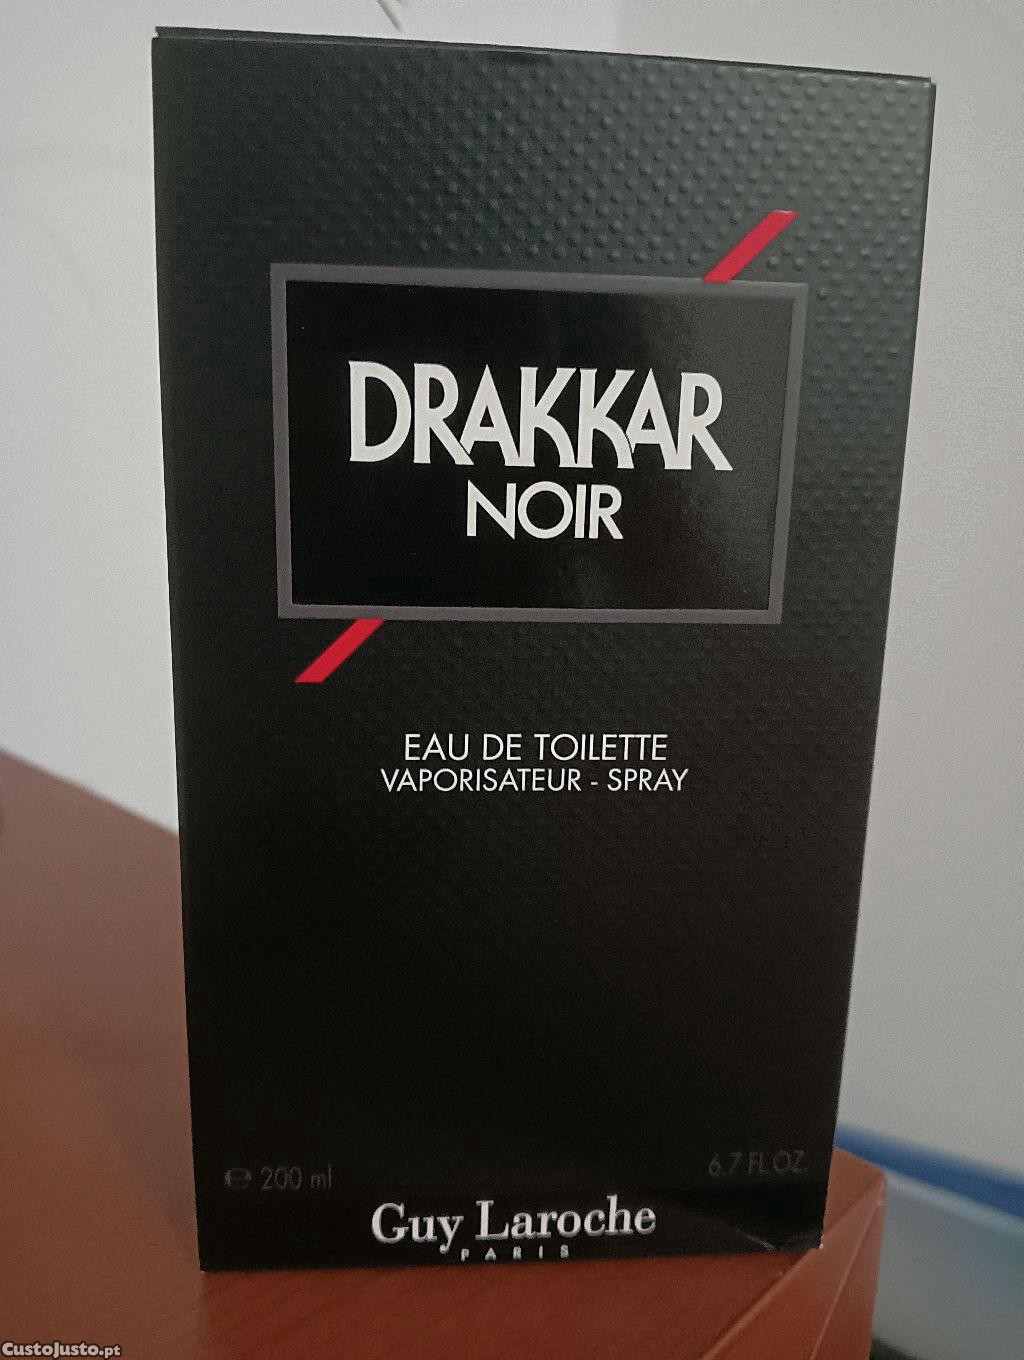 DRAKKAR
NOIR
EAU DE TOILETTE
VAPORISATEUR - SPRAY
℮ 200 ml
6.7 FL.OZ.
Guy Laroche
PARIS
CustoJusto.pt